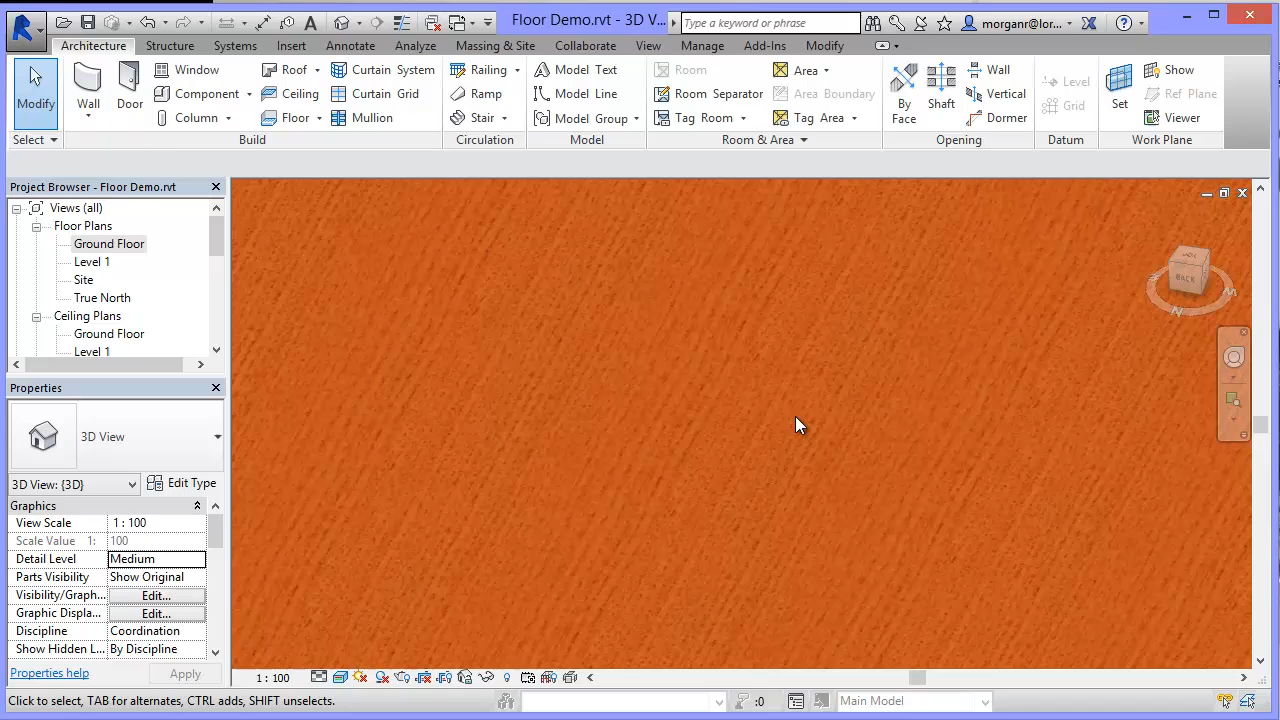 Floor Demo.rvt - 3D V...
Type a keyword or phrase
morganr@lor...
Architecture Structure Systems Insert Annotate Analyze Massing & Site Collaborate View Manage Add-Ins Modify
Modify
Wall
Door
Window
Component
Column
Roof
Ceiling
Floor
Curtain System
Curtain Grid
Mullion
Railing
Ramp
Stair
Model Text
Model Line
Model Group
Room
Room Separator
Tag Room
Area
Area Boundary
Tag Area
By
Face
Shaft
Wall
Vertical
Dormer
Level
Grid
Set
Show
Ref Plane
Viewer
Select Build Circulation Model Room & Area Opening Datum Work Plane
Project Browser - Floor Demo.rvt
Views (all)
Floor Plans
Ground Floor
Level 1
Site
True North
Ceiling Plans
Ground Floor
Level 1
BACK
N
Properties
3D View
3D View: {3D} Edit Type
Graphics
View Scale 1 : 100
Scale Value 1: 100
Detail Level Medium
Parts Visibility Show Original
Visibility/Graph... Edit...
Graphic Displa... Edit...
Discipline Coordination
Show Hidden L... By Discipline
Properties help Apply
1 : 100
Click to select, TAB for alternates, CTRL adds, SHIFT unselects.
:0
Main Model